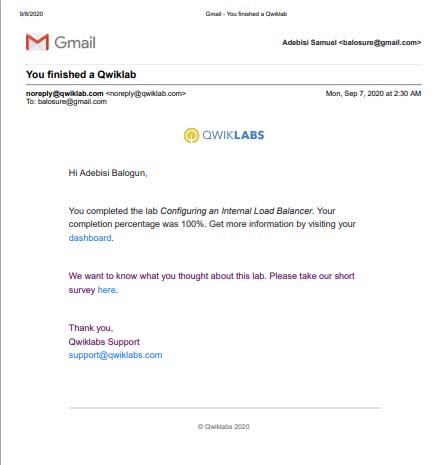 9/8/2020 Gmail - You finished a Qwiklab
Gmail Adebisi Samuel <balosure@gmail.com>
You finished a Qwiklab
noreply@qwiklab.com <noreply@qwiklab.com> Mon, Sep 7, 2020 at 2:30 AM
To: balosure@gmail.com
QWIKLABS
Hi Adebisi Balogun,
You completed the lab Configuring an Internal Load Balancer. Your
completion percentage was 100%. Get more information by visiting your
dashboard.
We want to know what you thought about this lab. Please take our short
survey here.
Thank you,
Qwiklabs Support
support@qwiklabs.com
© Qwiklabs 2020